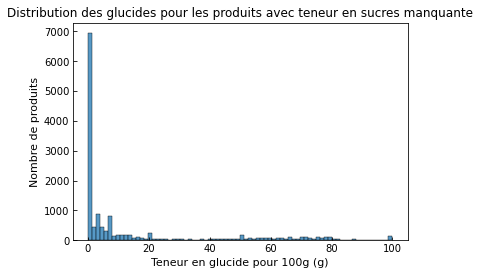 Distribution des glucides pour les produits avec teneur en sucres manquante
7000
6000
5000
4000
3000
2000
1000
0
Nombre de produits
0 20 40 60 80 100
Teneur en glucide pour 100g (g)